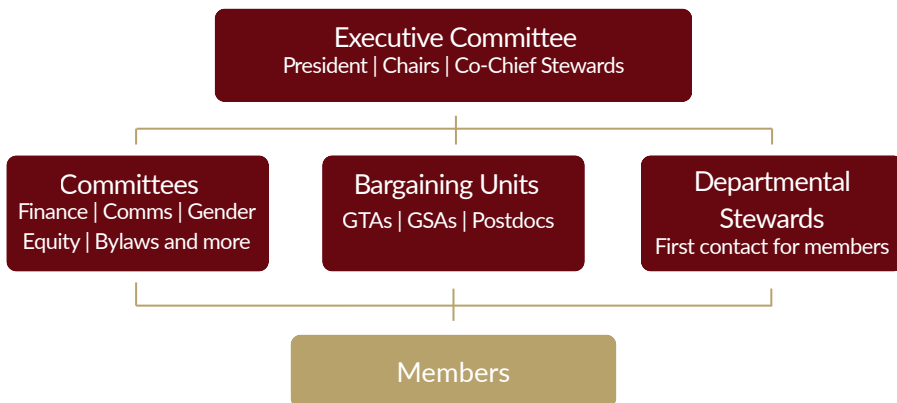 Executive Committee
President | Chairs | Co-Chief Stewards
Committees
Finance | Comms | Gender
Equity | Bylaws and more
Bargaining Units
GTAs | GSAs | Postdocs
Departmental
Stewards
First contact for members
Members